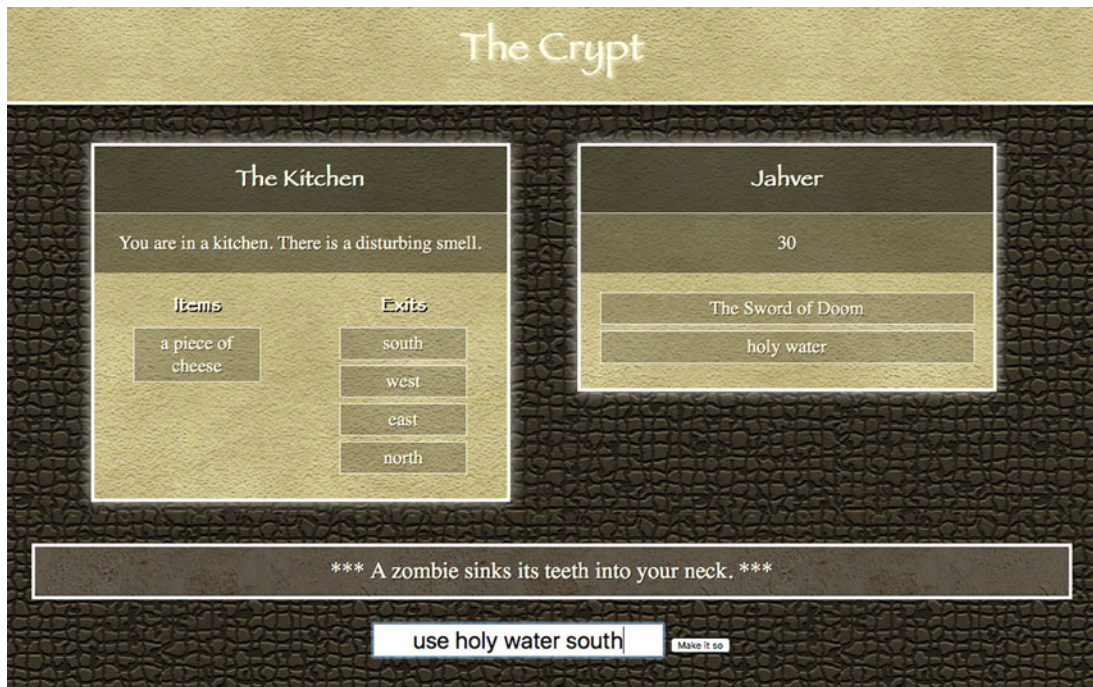 The Crypt
The Kitchen
You are in a kitchen. There is a disturbing smell.
Items
a piece of
cheese
Exits
south
west
east
north
Jahver
30
The Sword of Doom
holy water
*** A zombie sinks its teeth into your neck. ***
use holy water south
Make it so